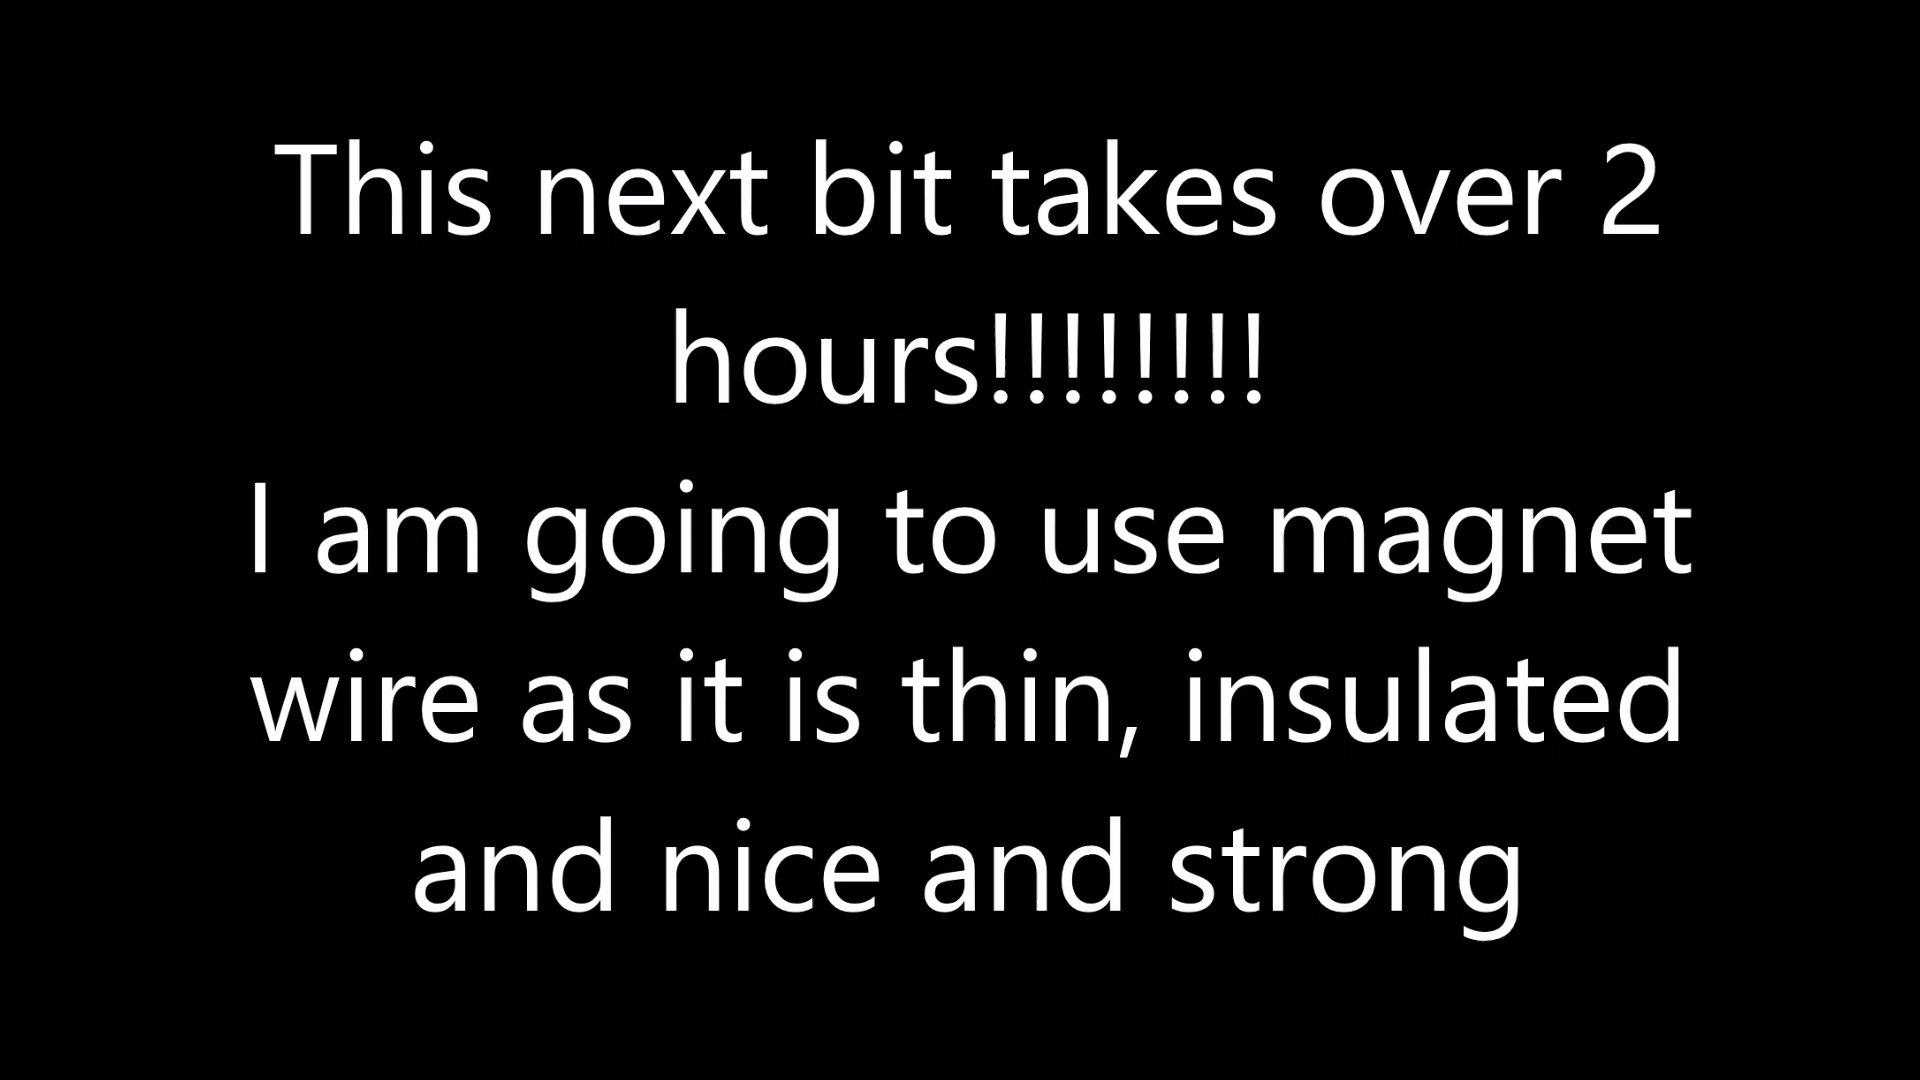 This next bit takes over 2
hours!!!!!!!!
I am going to use magnet
wire as it is thin, insulated
and nice and strong